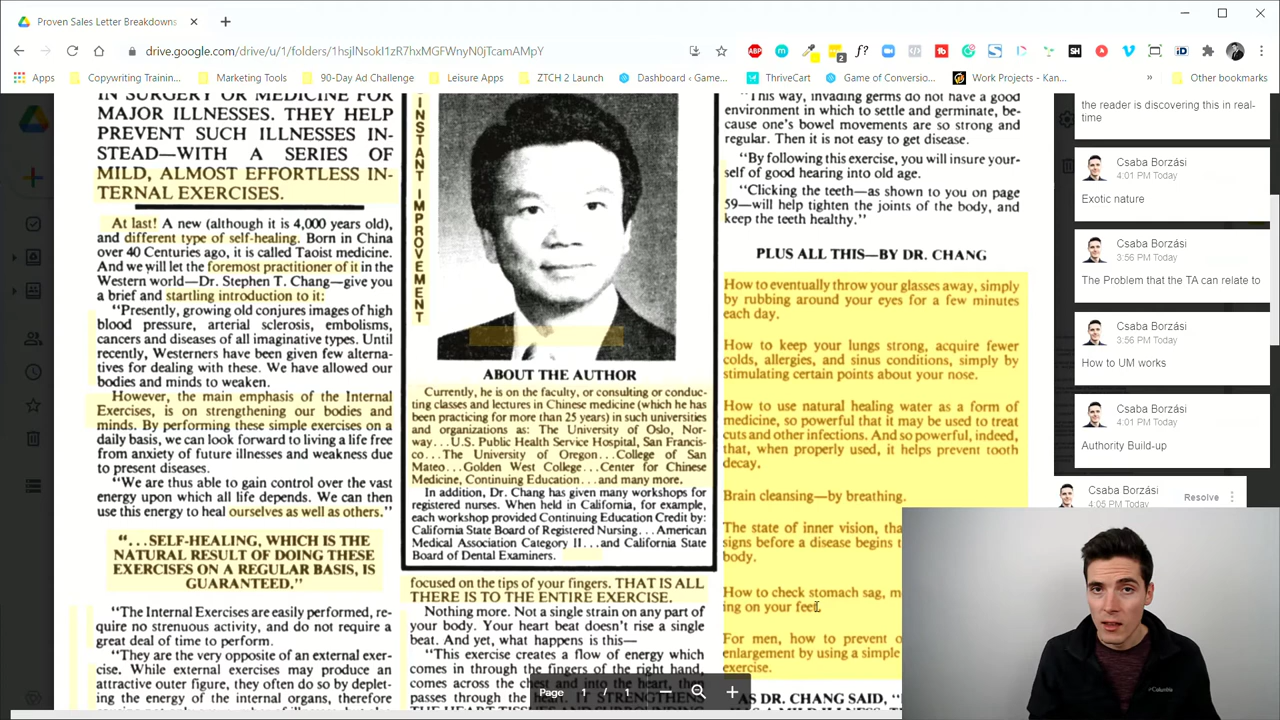 Proven Sales Letter Breakdowns
drive.google.com/drive/u/1/folders/1hsjlNsokI1zR7hxMGFWnyN0jTcamAMpY
Apps
Copywriting Trainin...
Marketing Tools
90-Day Ad Challenge
Leisure Apps
ZTCH 2 Launch
Dashboard ‹ Game...
ThriveCart
Game of Conversio...
Work Projects - Kan...
»
Other bookmarks
IN SURGERY OR MEDICINE FOR
MAJOR ILLNESSES. THEY HELP
PREVENT SUCH ILLNESSES IN-
STEAD—WITH A SERIES OF
MILD, ALMOST EFFORTLESS IN-
TERNAL EXERCISES.
At last! A new (although it is 4,000 years old),
and different type of self-healing. Born in China
over 40 Centuries ago, it is called Taoist medicine.
And we will let the foremost practitioner of it in the
Western world—Dr. Stephen T. Chang—give you
a brief and startling introduction to it:
"Presently, growing old conjures images of high
blood pressure, arterial sclerosis, embolisms,
cancers and diseases of all imaginative types. Until
recently, Westerners have been given few alterna-
tives for dealing with these. We have allowed our
bodies and minds to weaken.
However, the main emphasis of the Internal
Exercises, is on strengthening our bodies and
minds. By performing these simple exercises on a
daily basis, we can look forward to living a life free
from anxiety of future illnesses and weakness due
to present diseases.
"We are thus able to gain control over the vast
energy upon which all life depends. We can then
use this energy to heal ourselves as well as others."
"...SELF-HEALING, WHICH IS THE
NATURAL RESULT OF DOING THESE
EXERCISES ON A REGULAR BASIS, IS
GUARANTEED."
"The Internal Exercises are easily performed, re-
quire no strenuous activity, and do not require a
great deal of time to perform.
"They are the very opposite of an external exer-
cise. While external exercises may produce an
attractive outer figure, they often do so by deplet-
ing the energy of the internal organs, therefore
INSTANT IMPROVEMENT
ABOUT THE AUTHOR
Currently, he is on the faculty, or consulting or conduc-
ting classes and lectures in Chinese medicine (which he has
been practicing for more than 25 years) in such universities
and organizations as: The University of Oslo, Nor-
way...U.S. Public Health Service Hospital, San Francis-
co...The University of Oregon...College of San
Mateo...Golden West College...Center for Chinese
Medicine, Continuing Education...and many more.
In addition, Dr. Chang has given many workshops for
registered nurses. When held in California, for example,
each workshop provided Continuing Education Credit by:
California State Board of Registered Nursing...American
Medical Association Category II...and California State
Board of Dental Examiners.
focused on the tips of your fingers. THAT IS ALL
THERE IS TO THE ENTIRE EXERCISE.
Nothing more. Not a single strain on any part of
your body. Your heart beat doesn't rise a single
beat. And yet, what happens is this—
"This exercise creates a flow of energy which
comes in through the fingers of the right hand,
comes across the chest and into the heart, then
passes through the
"This way, invading germs do not have a good
environment in which to settle and germinate, be-
cause one's bowel movements are so strong and
regular. Then it is not easy to get disease.
"By following this exercise, you will insure your-
self of good hearing into old age.
"Clicking the teeth—as shown to you on page
59—will help tighten the joints of the body, and
keep the teeth healthy."
PLUS ALL THIS—BY DR. CHANG
How to eventually throw your glasses away, simply
by rubbing around your eyes for a few minutes
each day.
How to keep your lungs strong, acquire fewer
colds, allergies, and sinus conditions, simply by
stimulating certain points about your nose.
How to use natural healing water as a form of
medicine, so powerful that it may be used to treat
cuts and other infections. And so powerful, indeed,
that, when properly used, it helps prevent tooth
decay.
Brain cleansing—by breathing.
The state of inner vision,
signs before a disease begins
body.
How to check stomach sag,
ing on your feet
For men, how to prevent
enlargement by using a simple
exercise.
AS DR. CHANG SAID,
Page 1 / 1
the reader is discovering this in real-
time
Csaba Borzási
4:01 PM Today
Exotic nature
Csaba Borzási
3:56 PM Today
The Problem that the TA can relate to
Csaba Borzási
3:56 PM Today
How to UM works
Csaba Borzási
4:01 PM Today
Authority Build-up
Csaba Borzási
4:05 PM Today
Resolve
Columbia